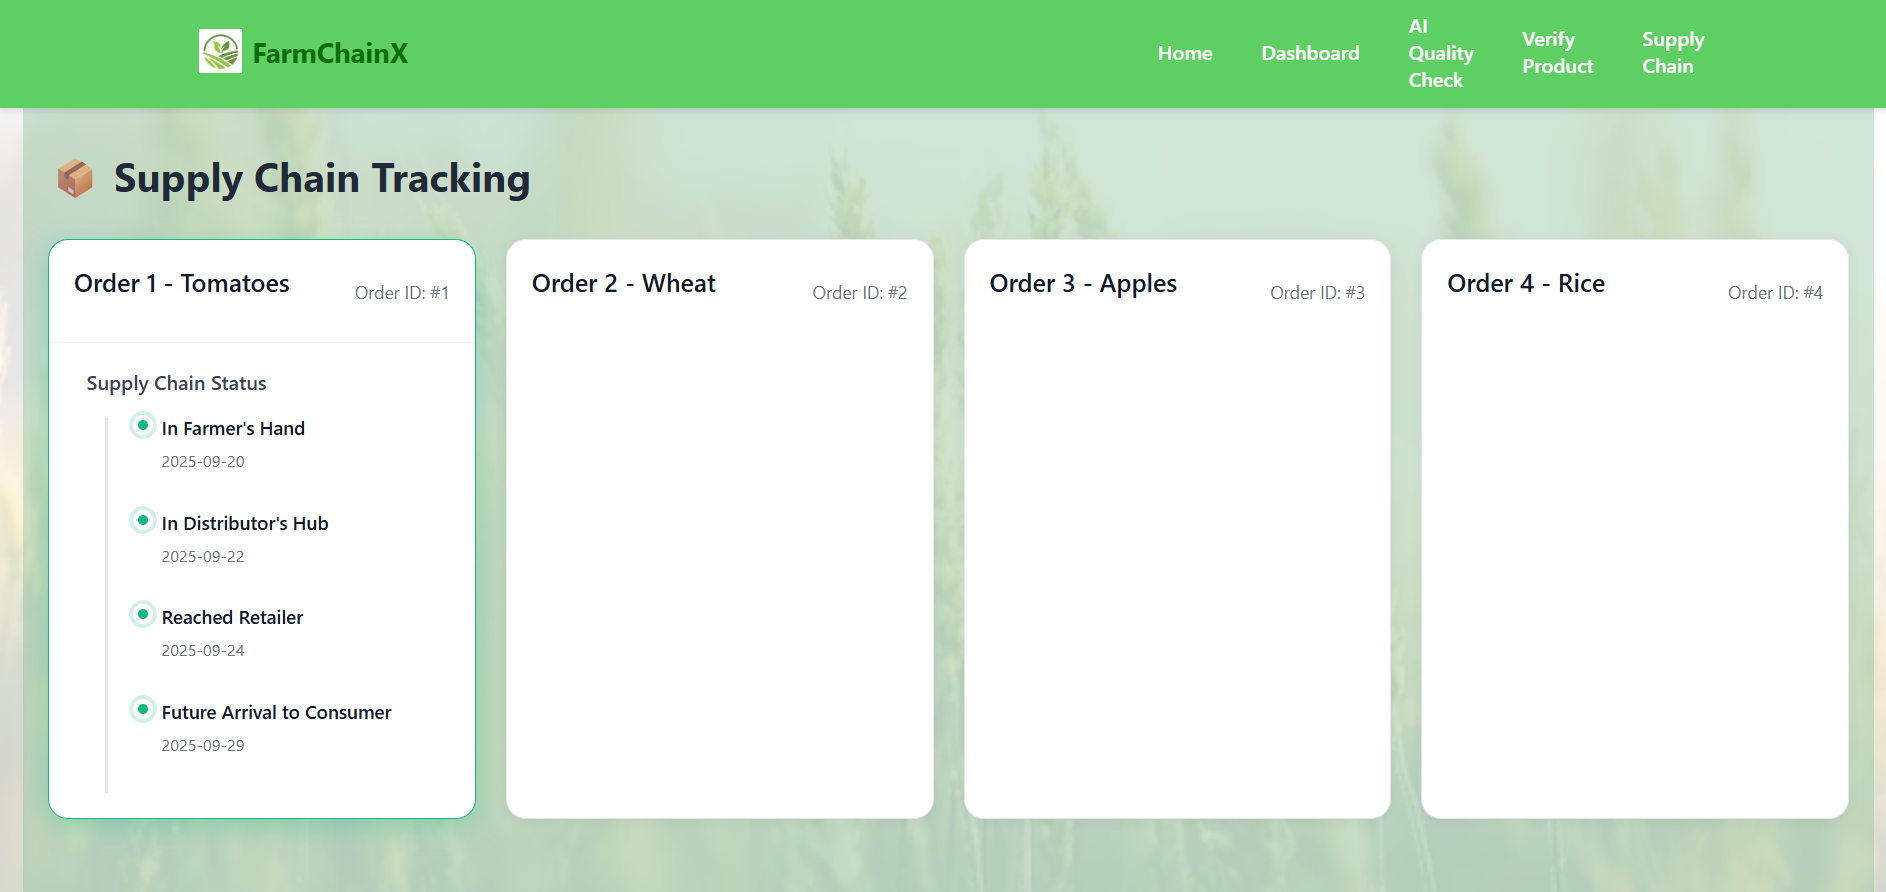 FarmChainX
Home
Dashboard
AI
Quality
Check
Verify
Product
Supply
Chain
Supply Chain Tracking
Order 1 - Tomatoes
Order ID: #1
Supply Chain Status
In Farmer's Hand
2025-09-20
In Distributor's Hub
2025-09-22
Reached Retailer
2025-09-24
Future Arrival to Consumer
2025-09-29
Order 2 - Wheat
Order ID: #2
Order 3 - Apples
Order ID: #3
Order 4 - Rice
Order ID: #4